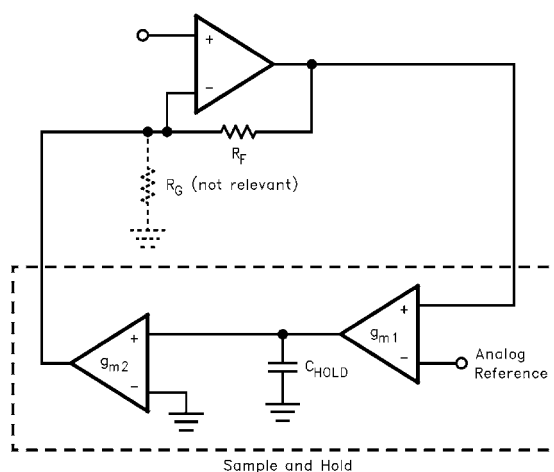 +
−
R_F
R_G (not relevant)
+
g_m1
−
Analog
Reference
+
g_m2
−
C_HOLD
Sample and Hold